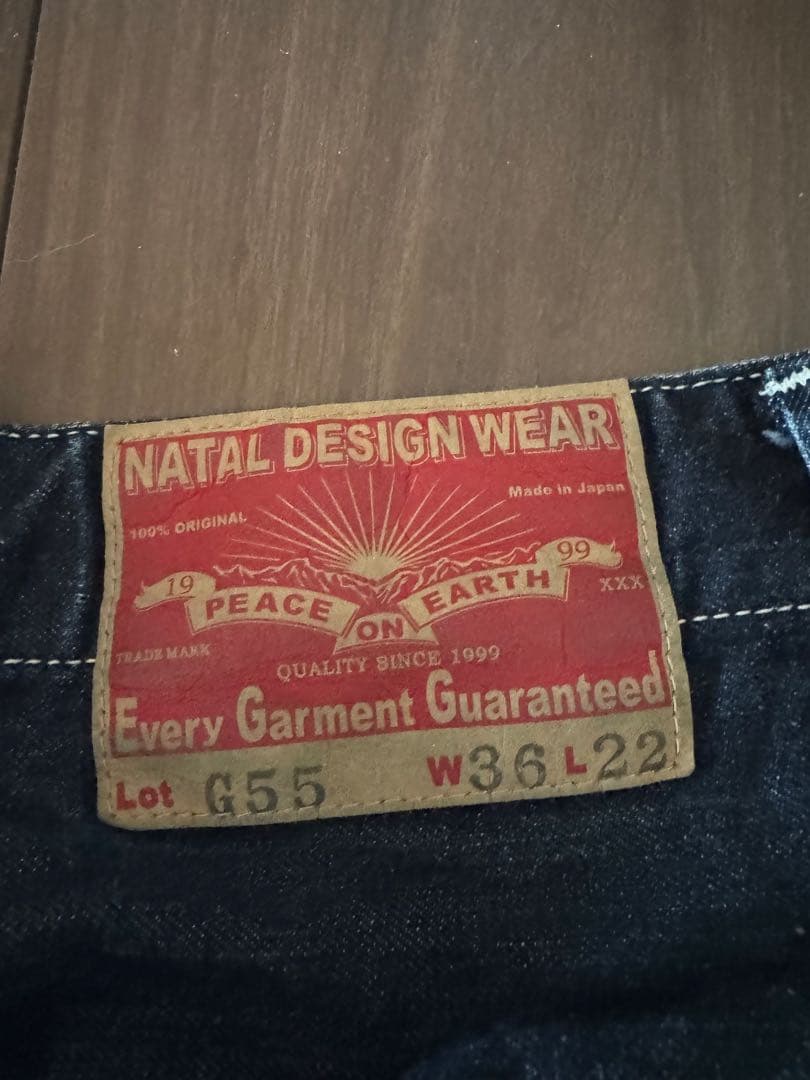 NATAL DESIGN WEAR
Made in Japan
100% ORIGINAL
19 99
PEACE ON EARTH
XXX
TRADE MARK
QUALITY SINCE 1999
Every Garment Guaranteed
Lot G55 W36 L22